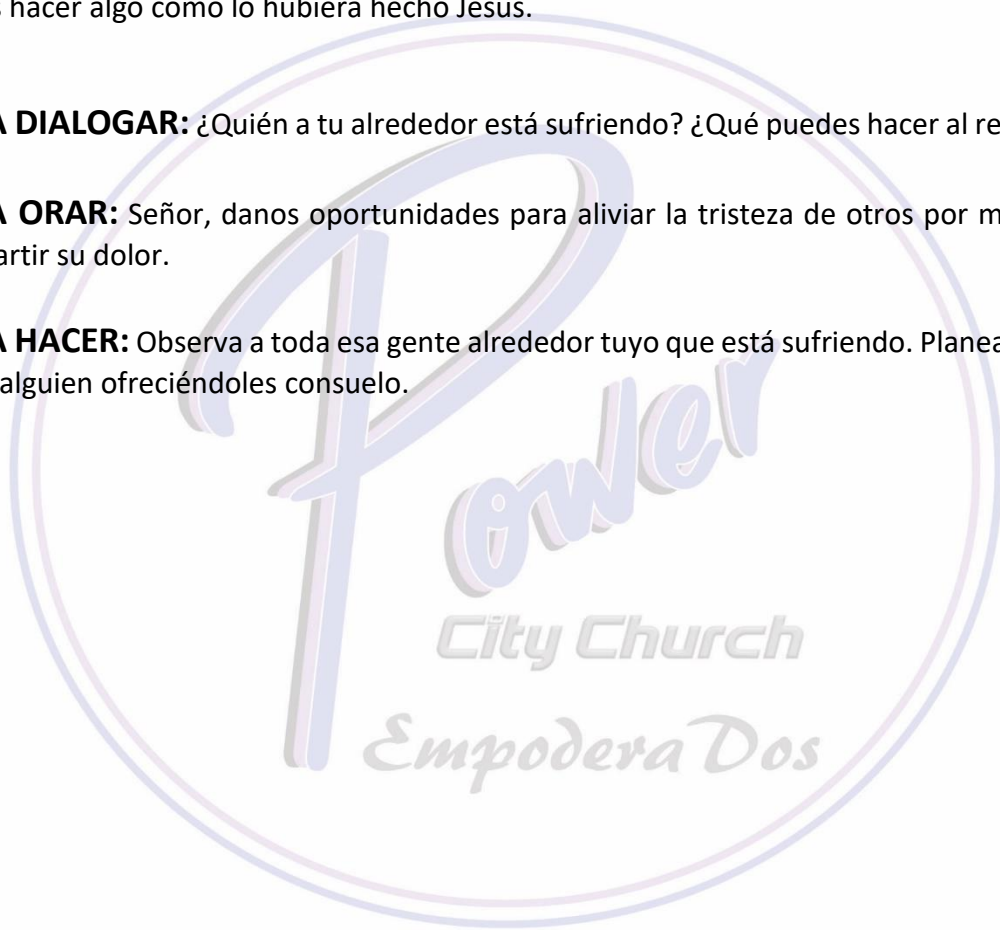 s hacer algo como lo hubiera hecho Jesús.
A DIALOGAR: ¿Quién a tu alrededor está sufriendo? ¿Qué puedes hacer al re
A ORAR: Señor, danos oportunidades para aliviar la tristeza de otros por m
artir su dolor.
A HACER: Observa a toda esa gente alrededor tuyo que está sufriendo. Planea
alguien ofreciéndoles consuelo.
Power
City Church
Empodera Dos